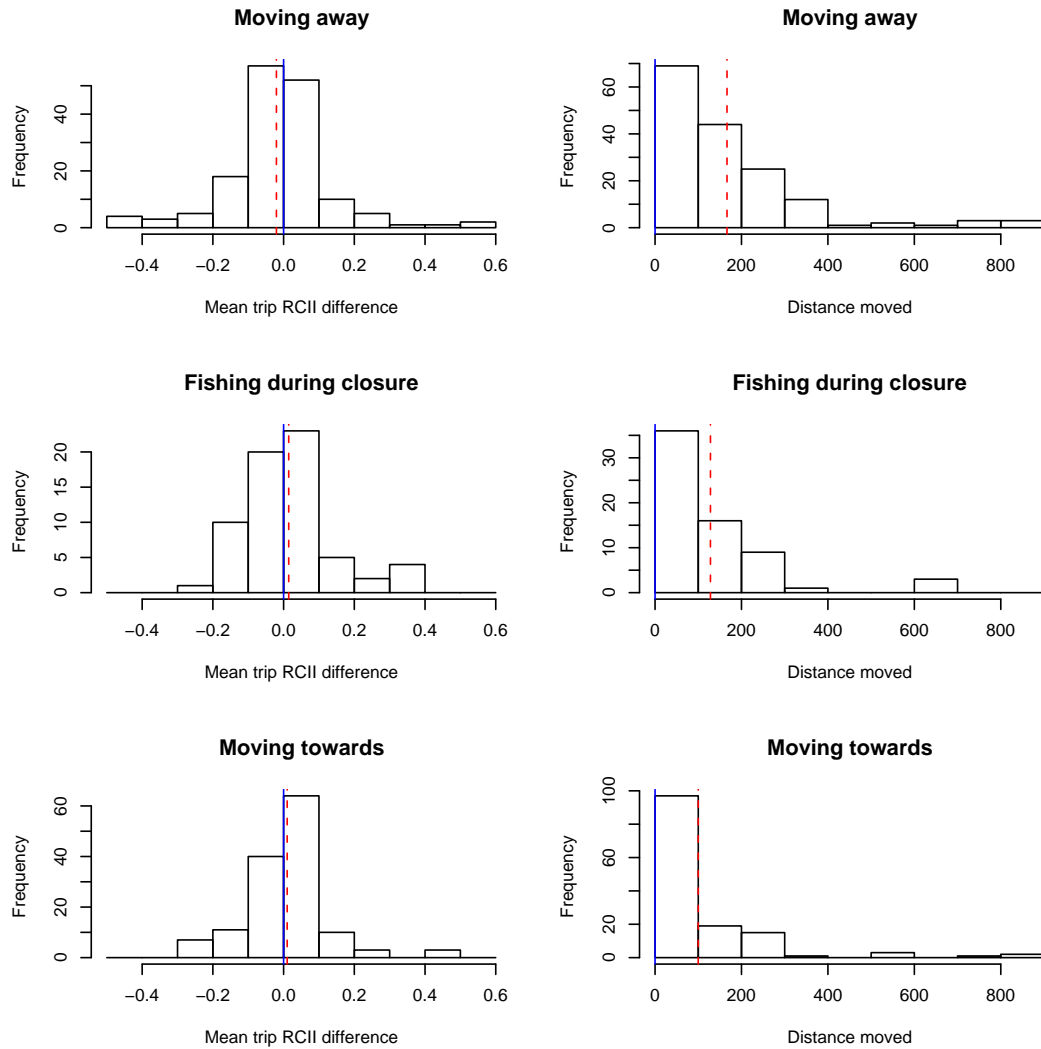 Moving away
Frequency
0 20 40
−0.4 −0.2 0.0 0.2 0.4 0.6
Mean trip RCII difference
Moving away
Frequency
0 20 40 60
0 200 400 600 800
Distance moved
Fishing during closure
Frequency
0 5 10 15 20
−0.4 −0.2 0.0 0.2 0.4 0.6
Mean trip RCII difference
Fishing during closure
Frequency
0 10 20 30
0 200 400 600 800
Distance moved
Moving towards
Frequency
0 20 40 60
−0.4 −0.2 0.0 0.2 0.4 0.6
Mean trip RCII difference
Moving towards
Frequency
0 20 60 100
0 200 400 600 800
Distance moved